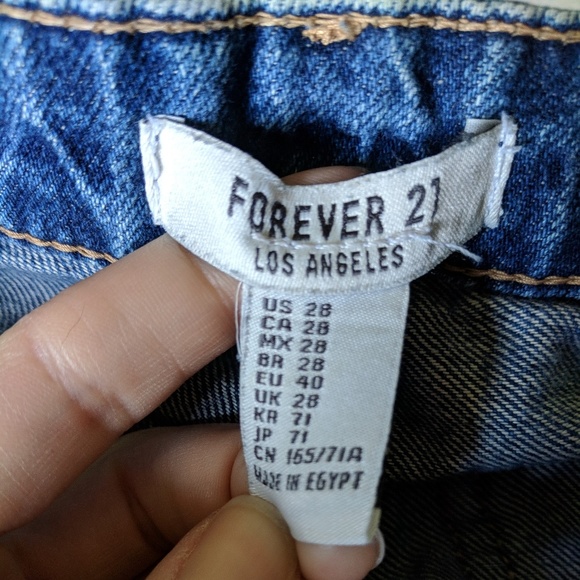 FOREVER 21
LOS ANGELES
US 28
CA 28
MX 28
BR 28
EU 40
UK 28
KR 71
JP 71
CN 165/71A
MADE IN EGYPT